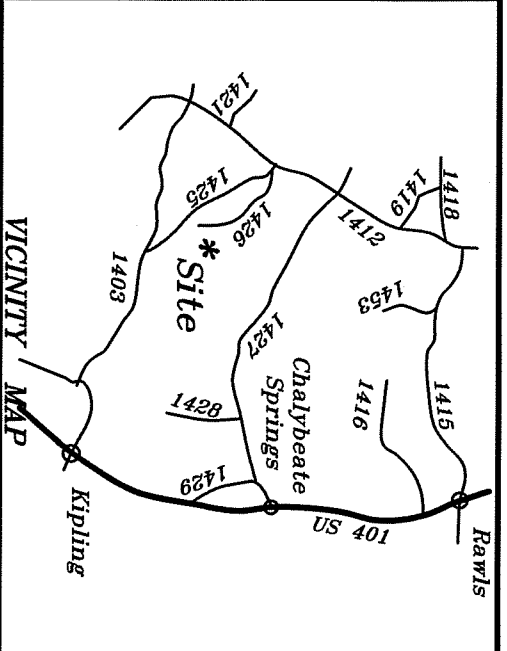 1421
1425
1426
1412
1419
1418
1403
* Site
1427
1453
1415
1416
Chalybeate
Springs
1428
1429
US 401
Kipling
Rawls
VICINITY MAP